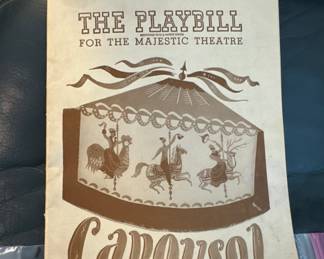 THE PLAYBILL
FOR THE MAJESTIC THEATRE
Carousel